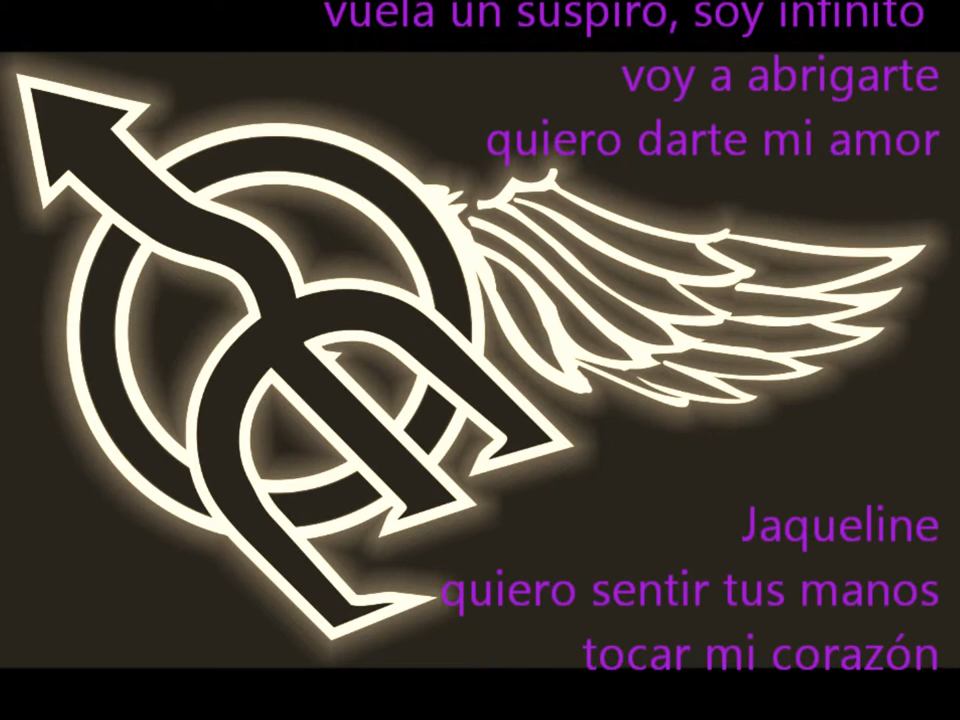 vuela un suspiro, soy infinito
voy a abrigarte
quiero darte mi amor
Jaqueline
quiero sentir tus manos
tocar mi corazón